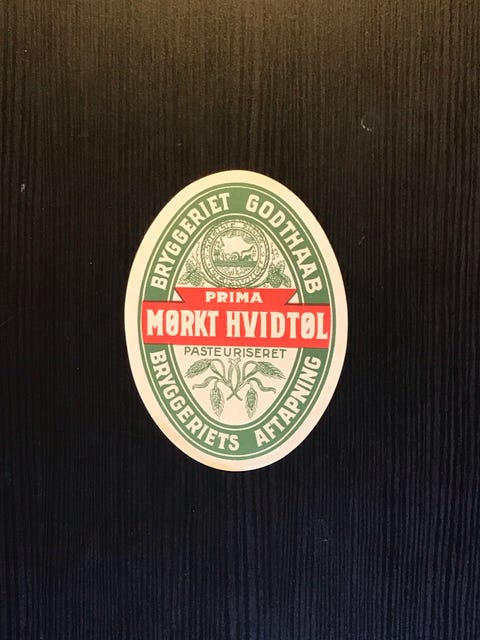 BRYGGERIET GODTHAAB
PRIMA
MØRKT HVIDTØL
PASTEURISERET
BRYGGERIETS AFTAPNING